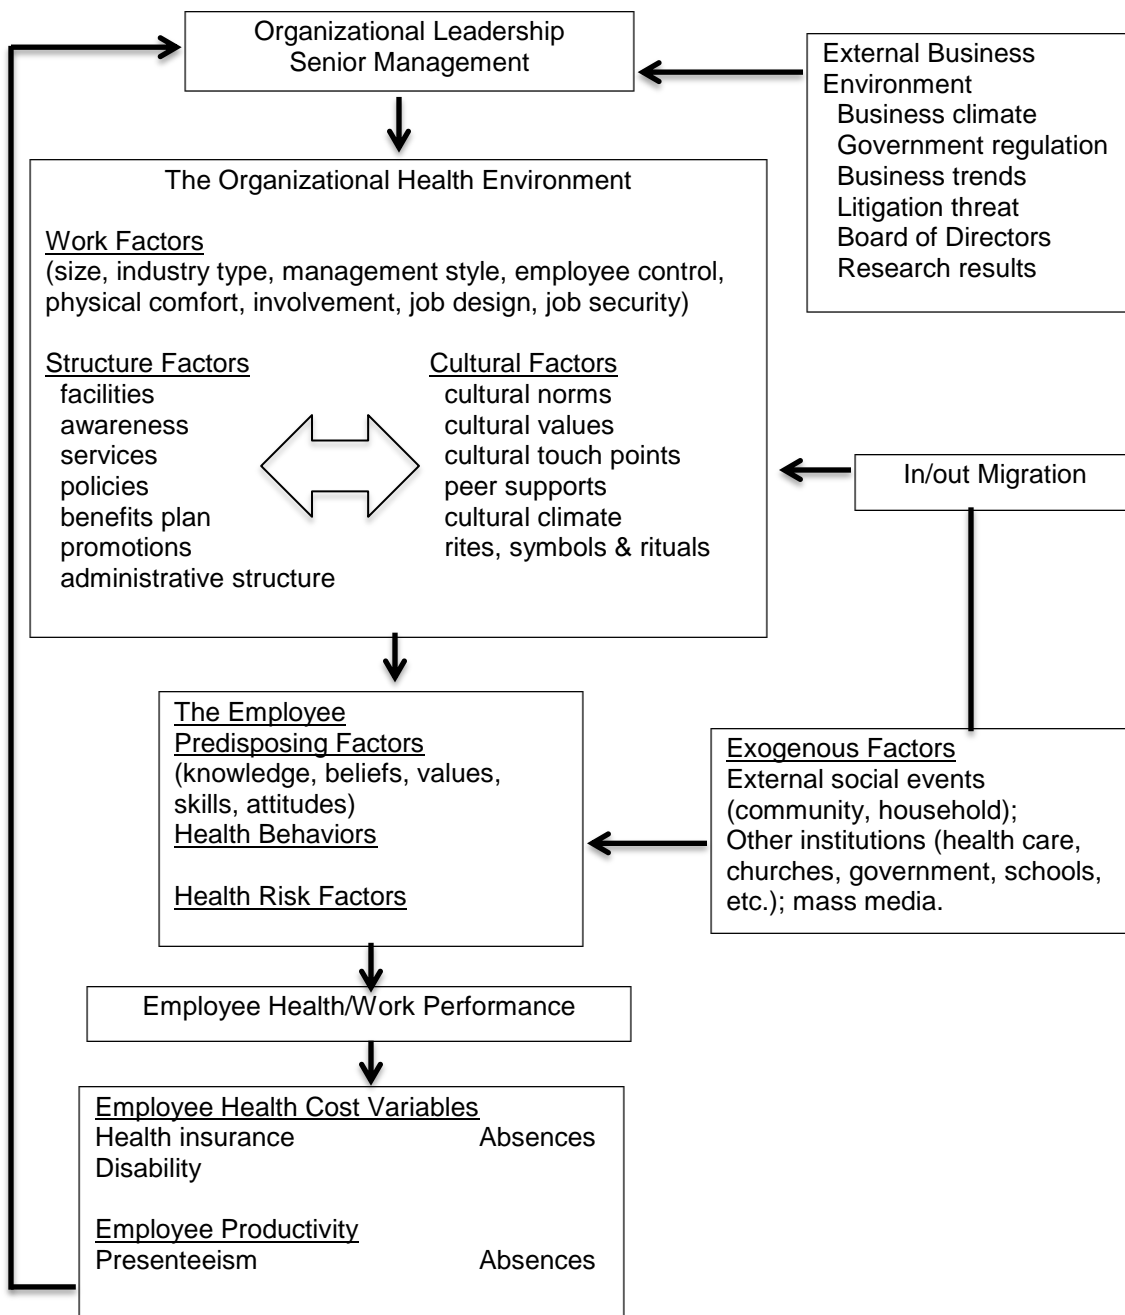 Organizational Leadership
Senior Management
External Business
Environment
Business climate
Government regulation
Business trends
Litigation threat
Board of Directors
Research results
The Organizational Health Environment
Work Factors
(size, industry type, management style, employee control,
physical comfort, involvement, job design, job security)
Structure Factors
facilities
awareness
services
policies
benefits plan
promotions
administrative structure
Cultural Factors
cultural norms
cultural values
cultural touch points
peer supports
cultural climate
rites, symbols & rituals
In/out Migration
The Employee
Predisposing Factors
(knowledge, beliefs, values,
skills, attitudes)
Health Behaviors
Health Risk Factors
Exogenous Factors
External social events
(community, household);
Other institutions (health care,
churches, government, schools,
etc.); mass media.
Employee Health/Work Performance
Employee Health Cost Variables
Health insurance Absences
Disability
Employee Productivity
Presenteeism Absences